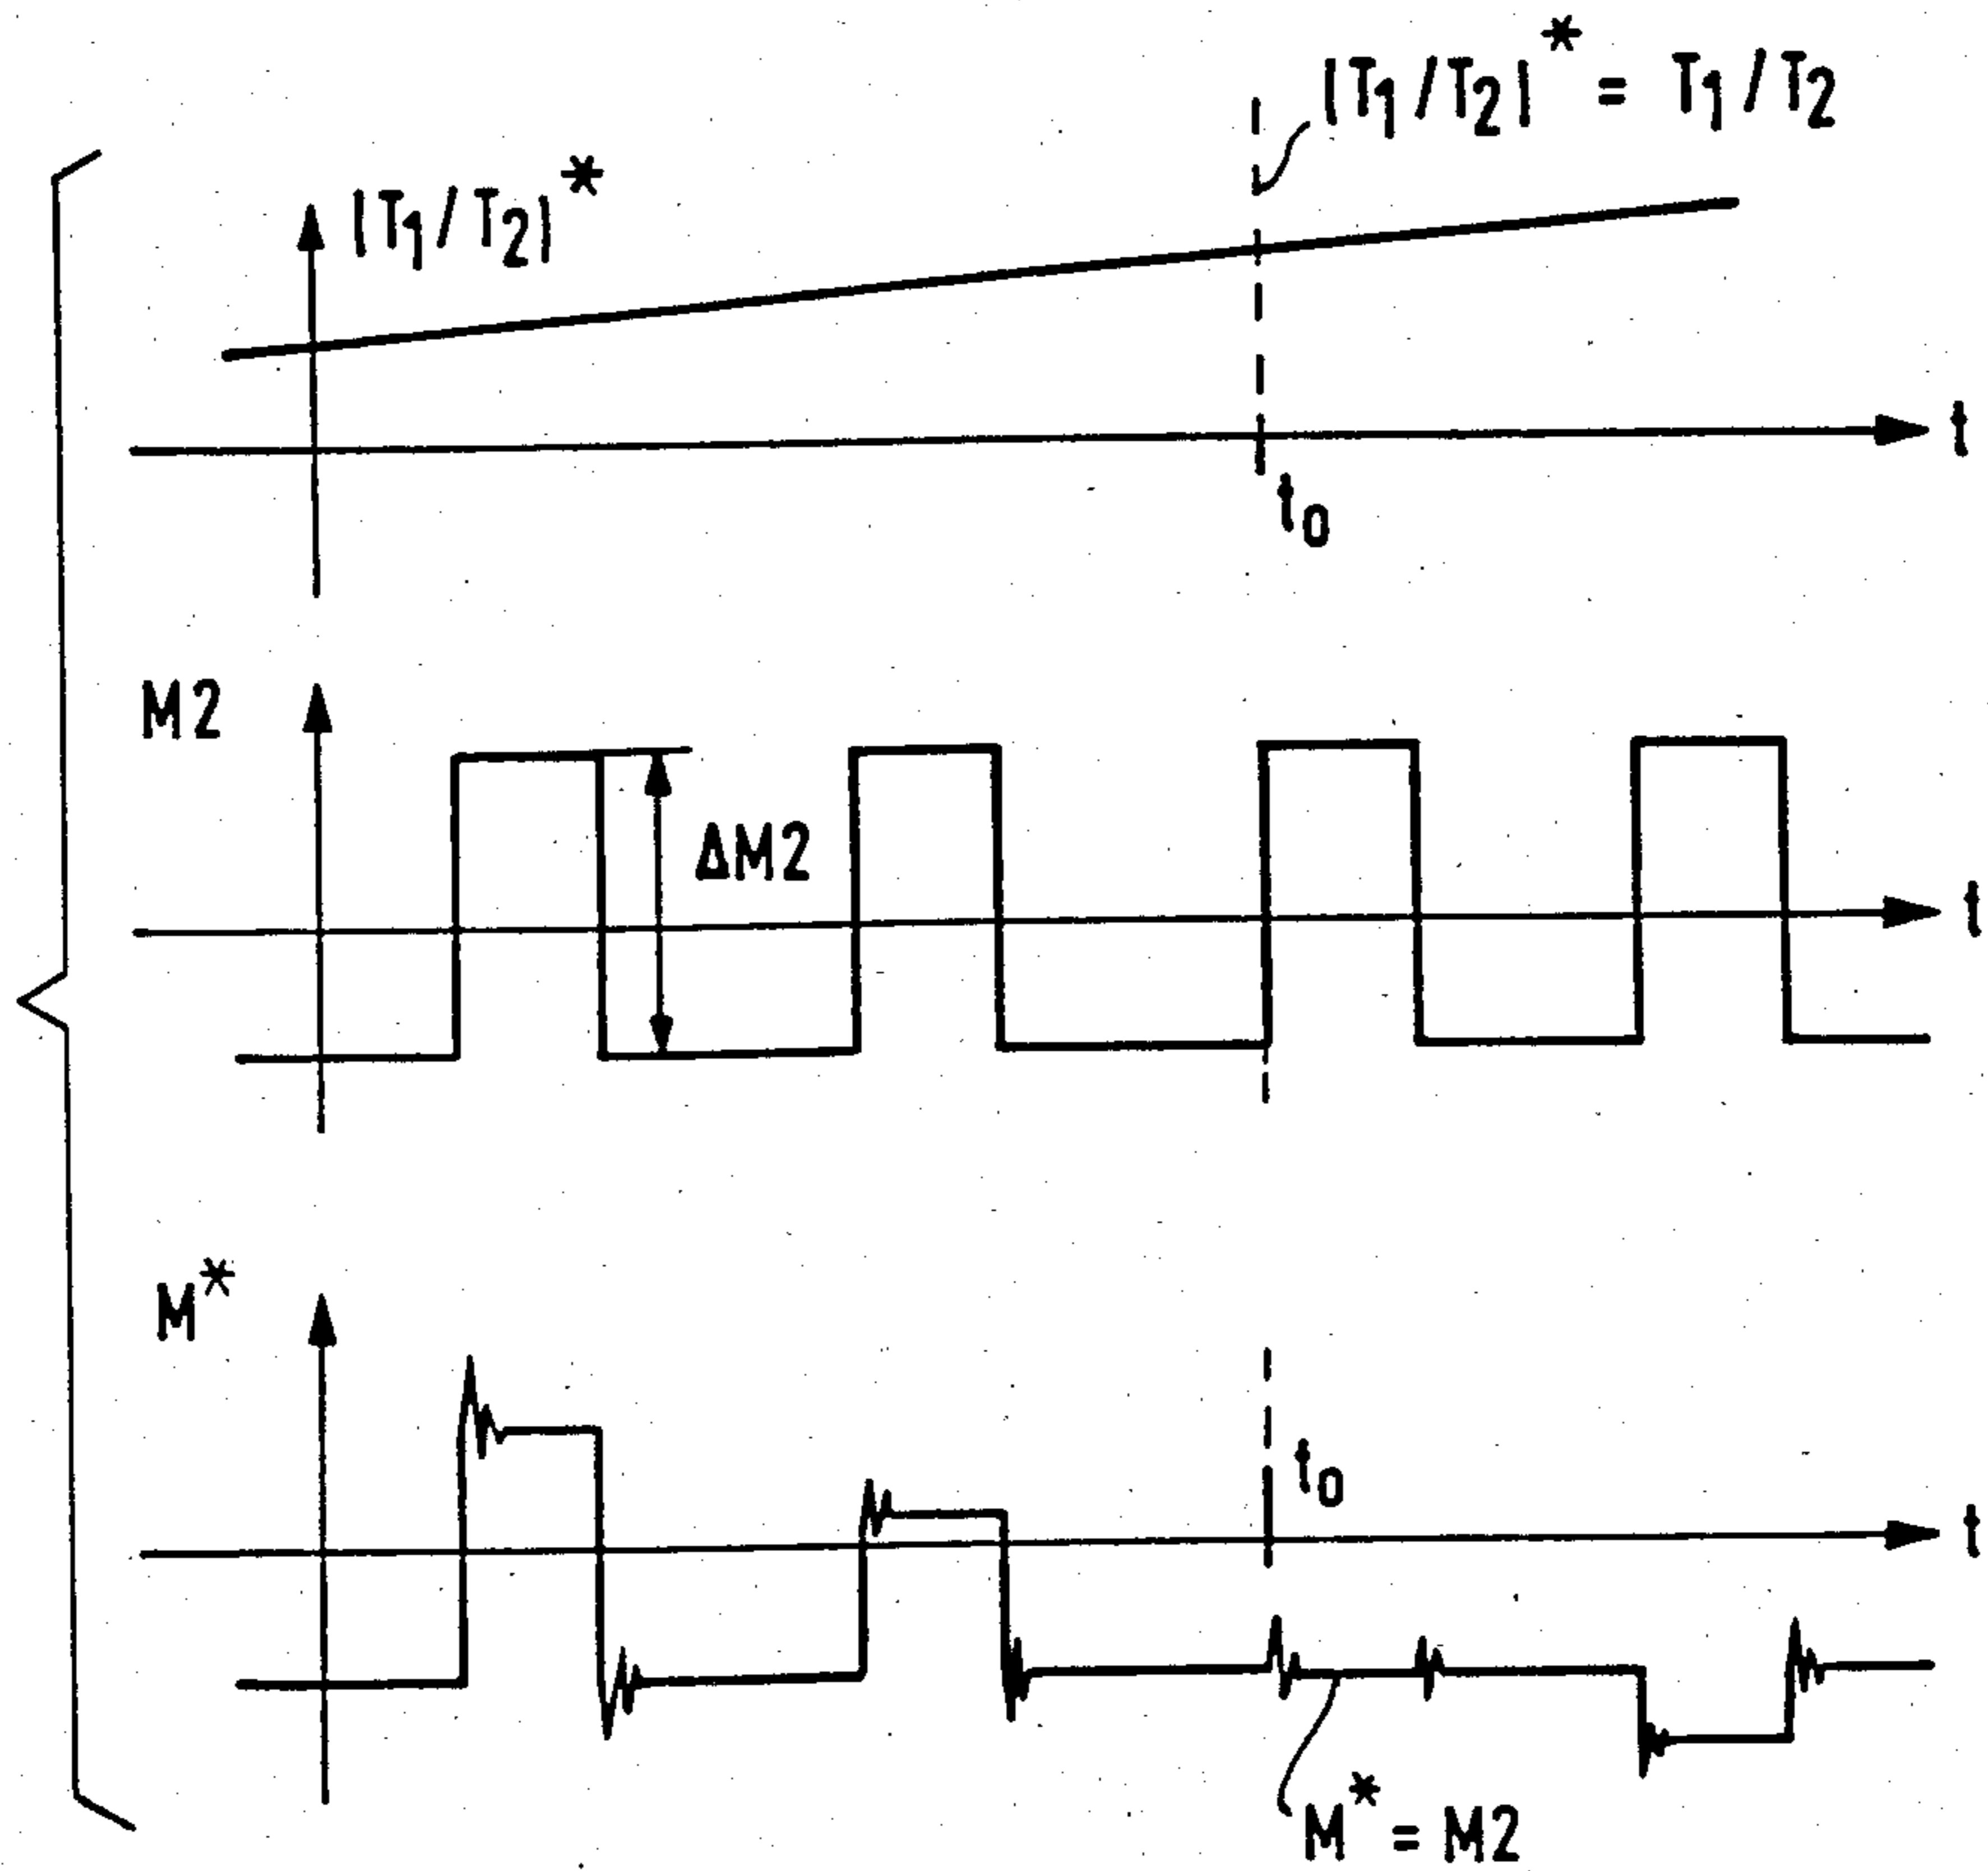 (T1/T2)* = T1/T2
(T1/T2)*
t
t0
M2
ΔM2
t
M*
t0
t
M* = M2